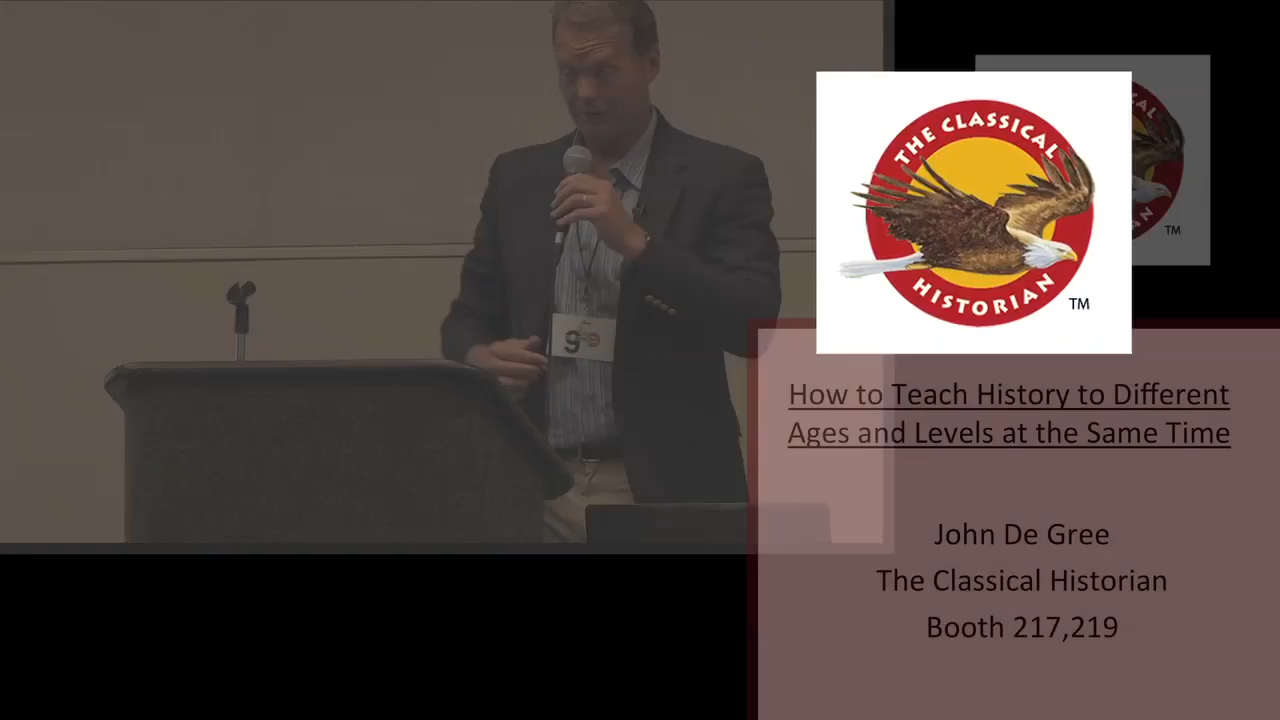 THE CLASSICAL
HISTORIAN
TM
TM
How to Teach History to Different
Ages and Levels at the Same Time
John De Gree
The Classical Historian
Booth 217,219